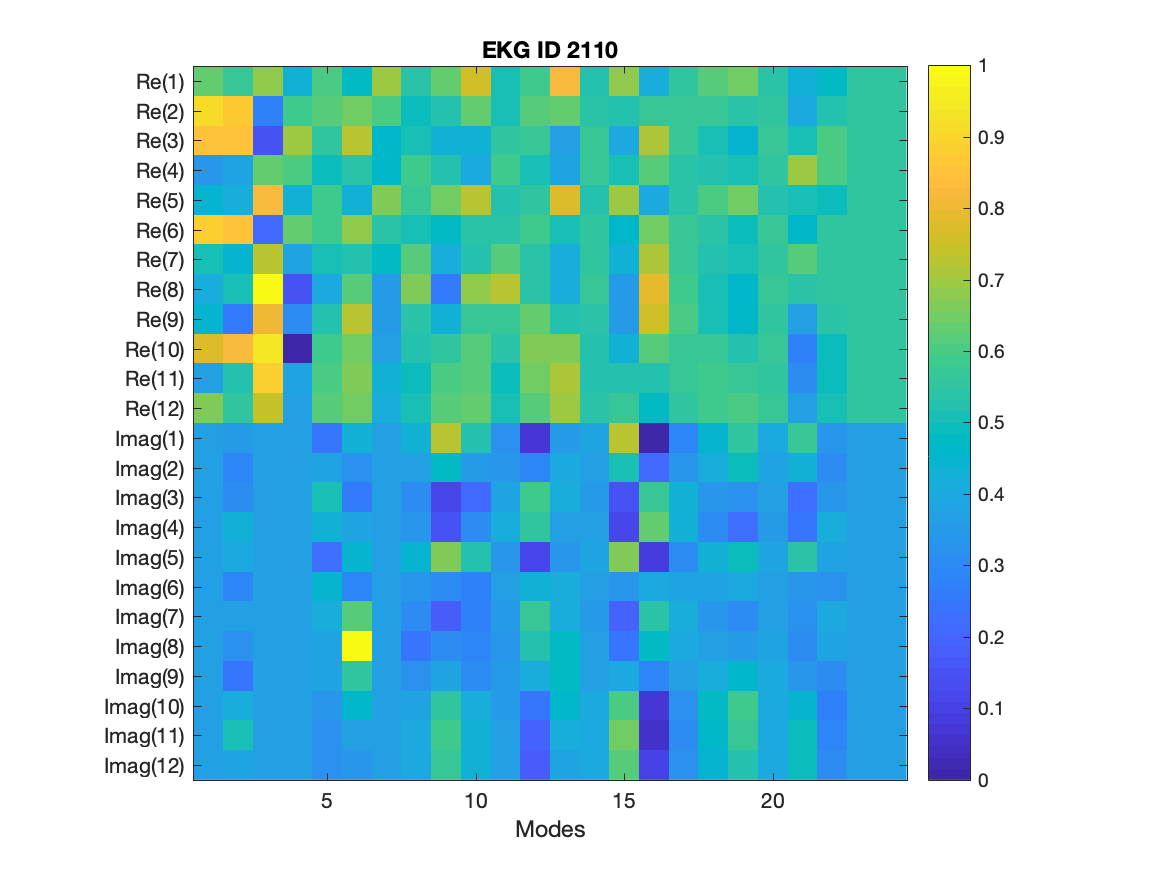 EKG ID 2110
Re(1)
Re(2)
Re(3)
Re(4)
Re(5)
Re(6)
Re(7)
Re(8)
Re(9)
Re(10)
Re(11)
Re(12)
Imag(1)
Imag(2)
Imag(3)
Imag(4)
Imag(5)
Imag(6)
Imag(7)
Imag(8)
Imag(9)
Imag(10)
Imag(11)
Imag(12)
5 10 15 20
Modes
1
0.9
0.8
0.7
0.6
0.5
0.4
0.3
0.2
0.1
0